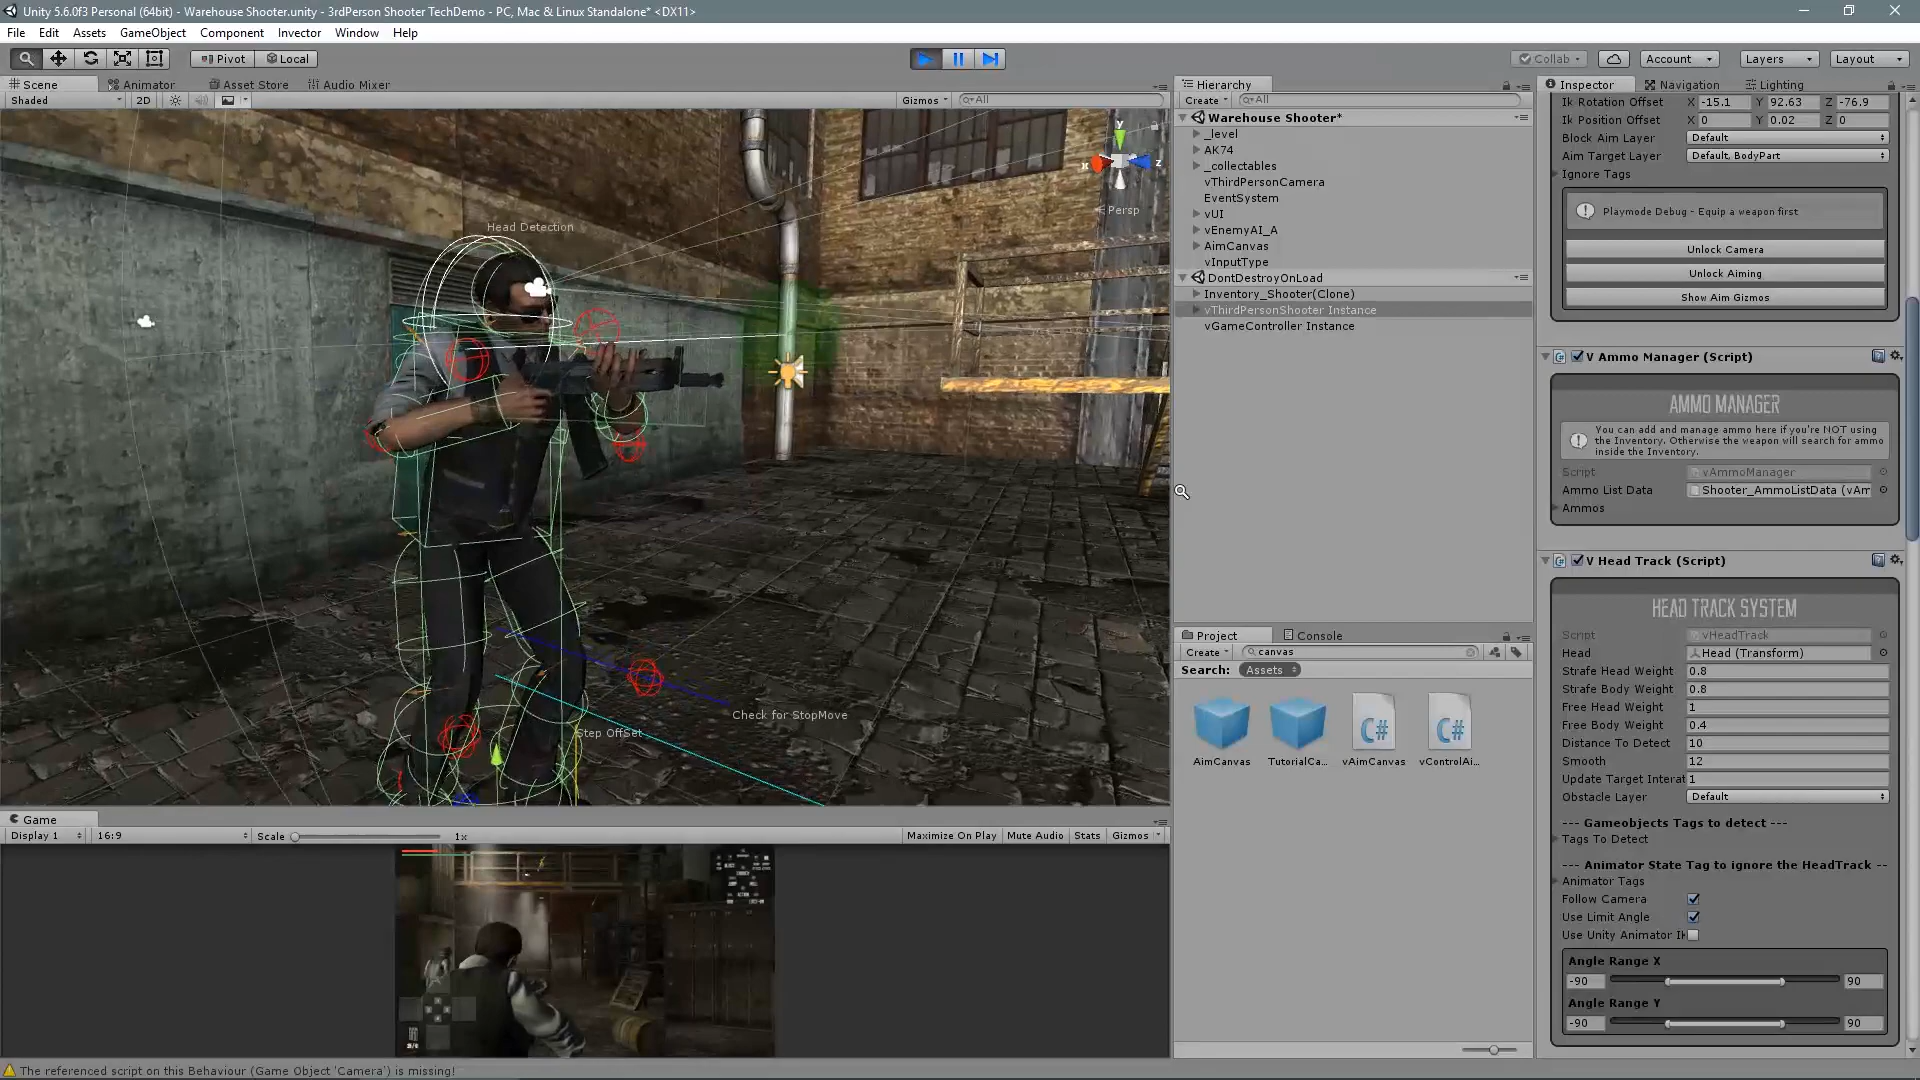 Unity 5.6.0f3 Personal (64bit) - Warehouse Shooter.unity - 3rdPerson Shooter TechDemo - PC, Mac & Linux Standalone* <DX11>
File Edit Assets GameObject Component Invector Window Help
Pivot Local Collab Account Layers Layout
Scene Animator Asset Store Audio Mixer
Shaded 2D Gizmos All
Head Detection
y
x
z
Persp
Check for StopMove
Step OffSet
Game
Display 1 16:9 Scale 1x Maximize On Play Mute Audio Stats Gizmos
Hierarchy
Create All
Warehouse Shooter*
_level
AK74
_collectables
vThirdPersonCamera
EventSystem
vUI
vEnemyAI_A
AimCanvas
vInputType
DontDestroyOnLoad
Inventory_Shooter(Clone)
vThirdPersonShooter Instance
vGameController Instance
Project Console
Create canvas
Search: Assets
AimCanvas TutorialCa... vAimCanvas vControlAi...
Inspector Navigation Lighting
Ik Rotation Offset X -15.1 Y 92.63 Z -76.9
Ik Position Offset X 0 Y 0.02 Z 0
Block Aim Layer Default
Aim Target Layer Default, BodyPart
Ignore Tags
Playmode Debug - Equip a weapon first
Unlock Camera
Unlock Aiming
Show Aim Gizmos
V Ammo Manager (Script)
AMMO MANAGER
You can add and manage ammo here if you're NOT using
the Inventory. Otherwise the weapon will search for ammo
inside the Inventory.
Script vAmmoManager
Ammo List Data Shooter_AmmoListData (vAm
Ammos
V Head Track (Script)
HEAD TRACK SYSTEM
Script vHeadTrack
Head Head (Transform)
Strafe Head Weight 0.8
Strafe Body Weight 0.8
Free Head Weight 1
Free Body Weight 0.4
Distance To Detect 10
Smooth 12
Update Target Interat 1
Obstacle Layer Default
--- Gameobjects Tags to detect ---
Tags To Detect
--- Animator State Tag to ignore the HeadTrack --
Animator Tags
Follow Camera
Use Limit Angle
Use Unity Animator I
Angle Range X
-90 90
Angle Range Y
-90 90
The referenced script on this Behaviour (Game Object 'Camera') is missing!